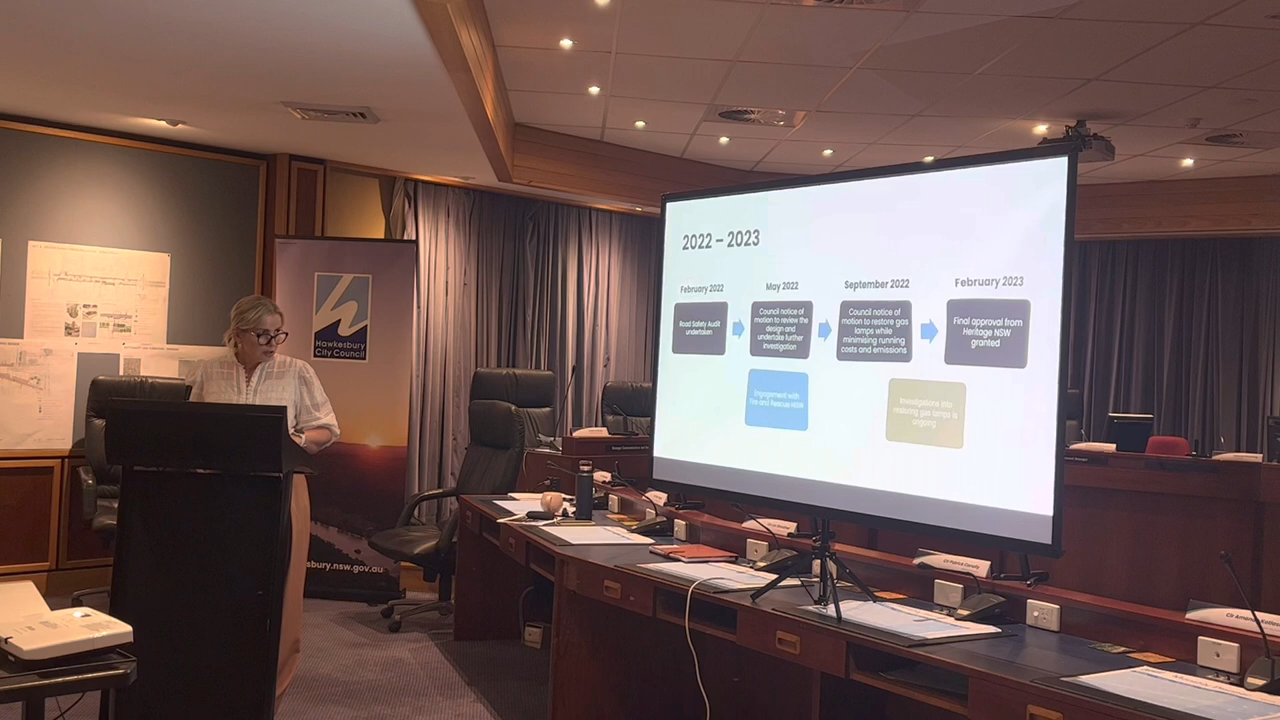 2022 – 2023
February 2022
Road Safety Audit
undertaken
May 2022
Council notice of
motion to review the
design and
undertake further
investigation
September 2022
Council notice of
motion to restore gas
lamps while
minimising running
costs and emissions
February 2023
Final approval from
Heritage NSW
granted
Engagement with
Fire and Rescue NSW
Investigations into
restoring gas lamps is
ongoing
Hawkesbury
City Council
sbury.nsw.gov.au